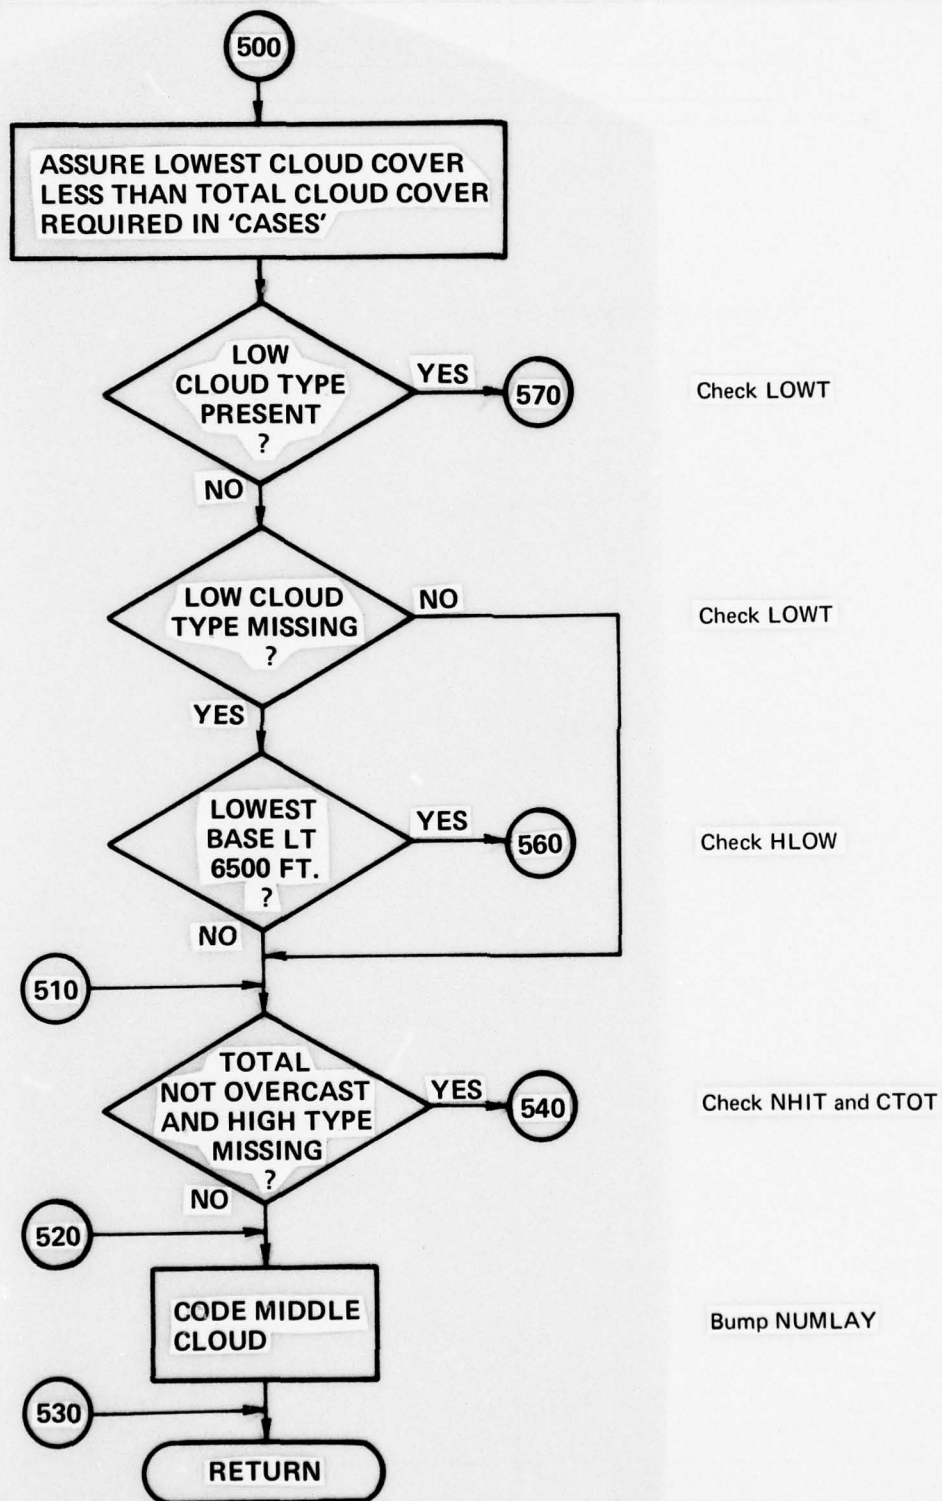 500
ASSURE LOWEST CLOUD COVER
LESS THAN TOTAL CLOUD COVER
REQUIRED IN 'CASES'
LOW
CLOUD TYPE
PRESENT
?
YES
570
Check LOWT
NO
LOW CLOUD
TYPE MISSING
?
NO
Check LOWT
YES
LOWEST
BASE LT
6500 FT.
?
YES
560
Check HLOW
NO
510
TOTAL
NOT OVERCAST
AND HIGH TYPE
MISSING
?
YES
540
Check NHIT and CTOT
NO
520
CODE MIDDLE
CLOUD
Bump NUMLAY
530
RETURN